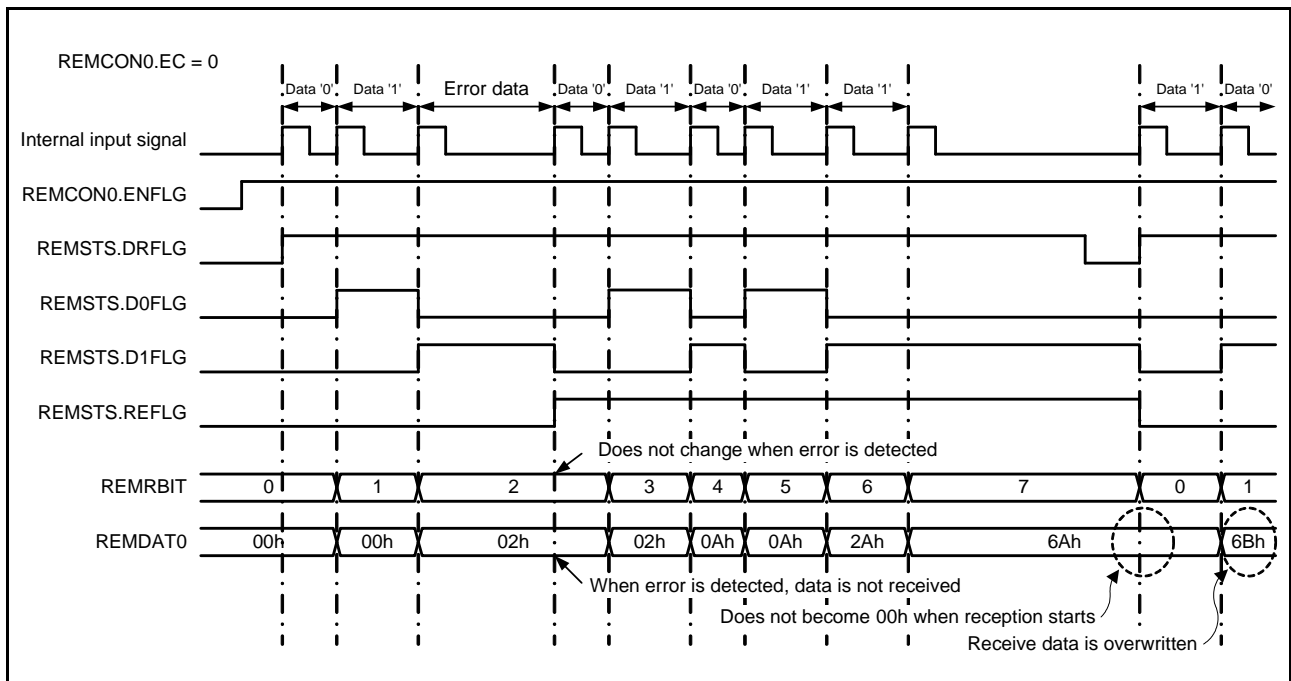 REMCON0.EC = 0
Data '0' Data '1' Error data Data '0' Data '1' Data '0' Data '1' Data '1' Data '1' Data '0'
Internal input signal
REMCON0.ENFLG
REMSTS.DRFLG
REMSTS.D0FLG
REMSTS.D1FLG
REMSTS.REFLG
Does not change when error is detected
REMRBIT 0 1 2 3 4 5 6 7 0 1
REMDAT0 00h 00h 02h 02h 0Ah 0Ah 2Ah 6Ah 6Bh
When error is detected, data is not received
Does not become 00h when reception starts
Receive data is overwritten